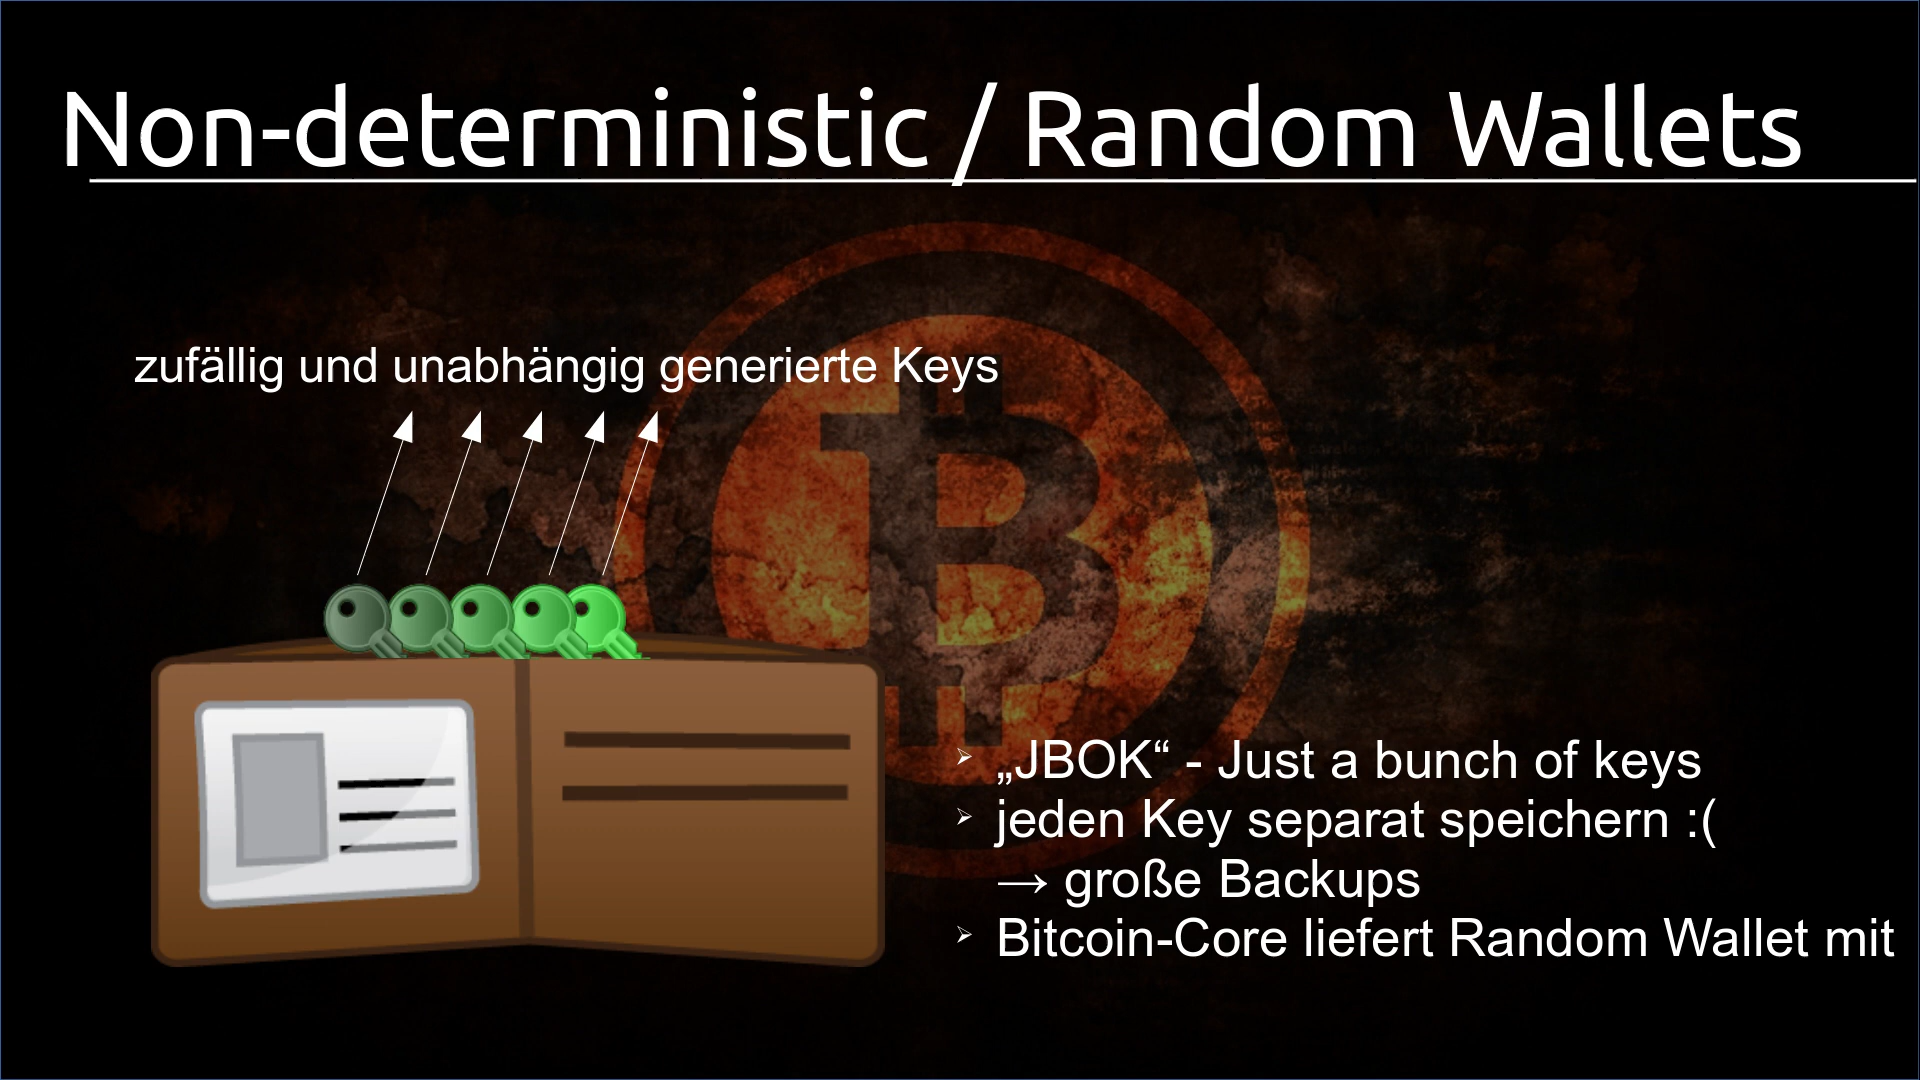 Non-deterministic / Random Wallets
zufällig und unabhängig generierte Keys
„JBOK“ - Just a bunch of keys
jeden Key separat speichern :(
→ große Backups
Bitcoin-Core liefert Random Wallet mit